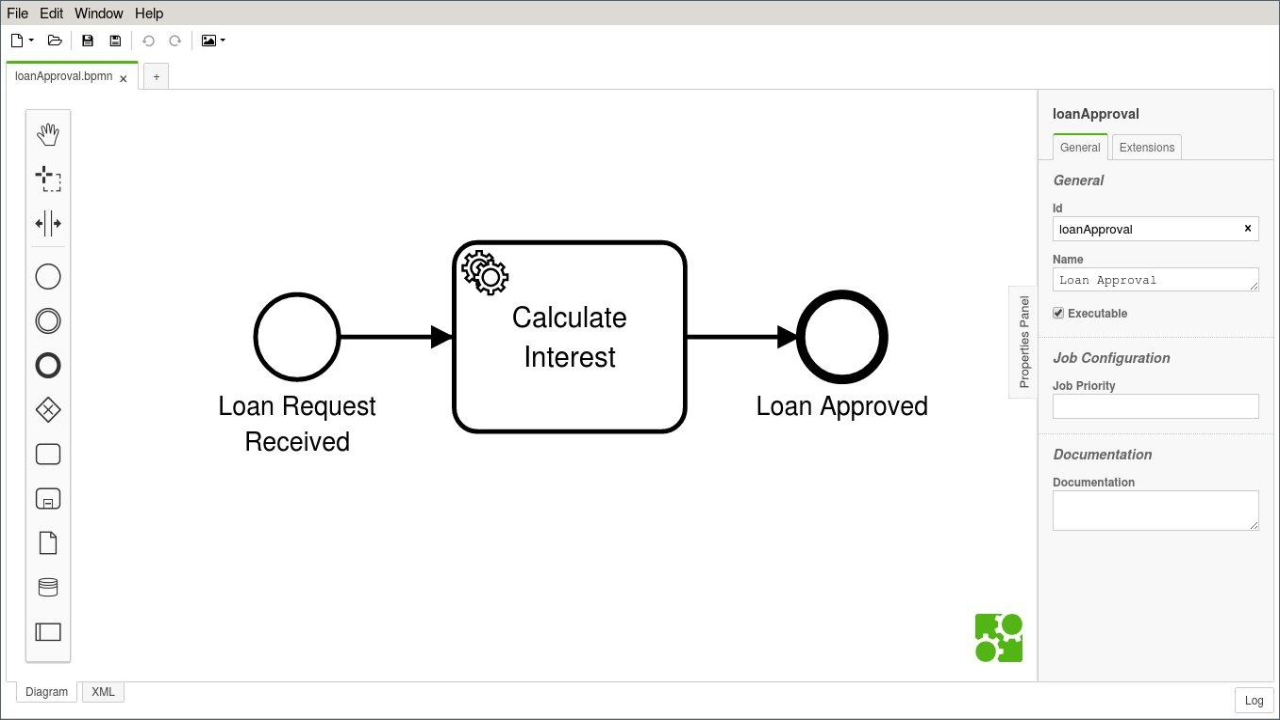 File Edit Window Help
loanApproval.bpmn x +
loanApproval
General Extensions
General
Id
loanApproval x
Name
Loan Approval
Executable
Job Configuration
Job Priority
Documentation
Documentation
Properties Panel
Calculate
Interest
Loan Request
Received
Loan Approved
Diagram XML
Log